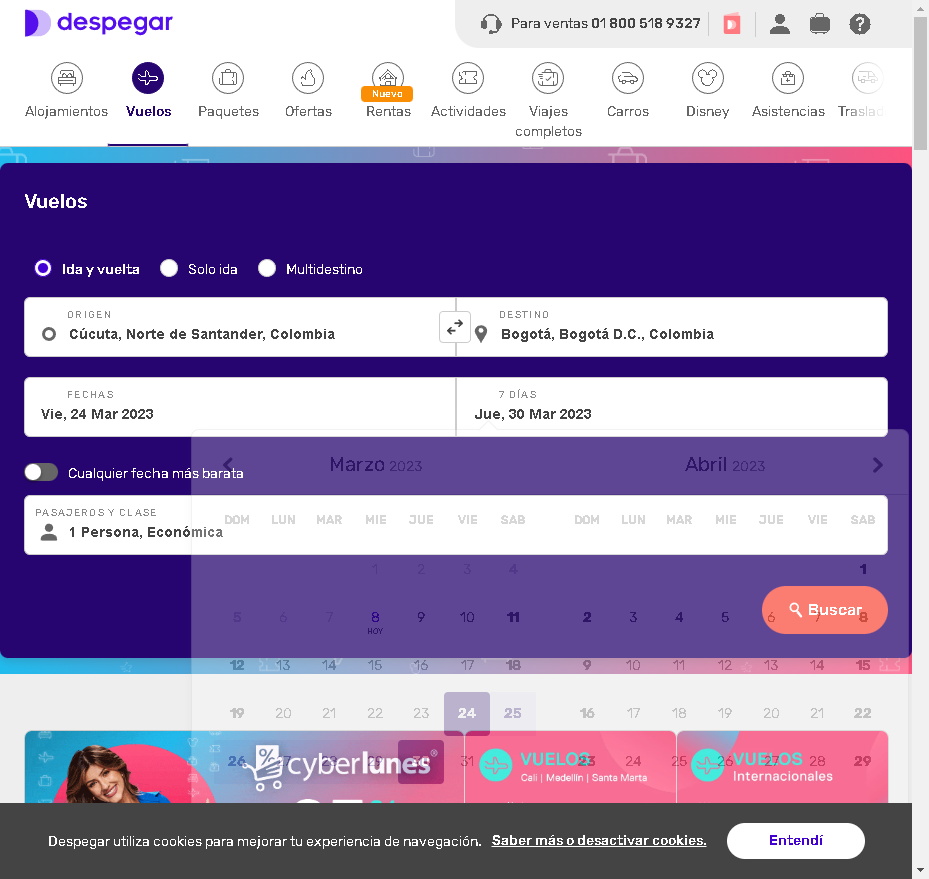 despegar
Para ventas 01 800 518 9327
Alojamientos
Vuelos
Paquetes
Ofertas
Nuevo
Rentas
Actividades
Viajes
completos
Carros
Disney
Asistencias
Traslad
Vuelos
Ida y vuelta
Solo ida
Multidestino
ORIGEN
Cúcuta, Norte de Santander, Colombia
DESTINO
Bogotá, Bogotá D.C., Colombia
FECHAS
Vie, 24 Mar 2023
7 DÍAS
Jue, 30 Mar 2023
Cualquier fecha más barata
Marzo 2023
Abril 2023
PASAJEROS Y CLASE
1 Persona, Económica
DOM LUN MAR MIE JUE VIE SAB
DOM LUN MAR MIE JUE VIE SAB
1 2 3 4
1
5 6 7 8 9 10 11
HOY
2 3 4 5 6 7 8
Buscar
12 13 14 15 16 17 18
9 10 11 12 13 14 15
19 20 21 22 23 24 25
16 17 18 19 20 21 22
26 27 28 29 30 31
23 24 25 26 27 28 29
cyberlunes®
VUELOS
Cali | Medellín | Santa Marta
VUELOS
Internacionales
Despegar utiliza cookies para mejorar tu experiencia de navegación.
Saber más o desactivar cookies.
Entendí